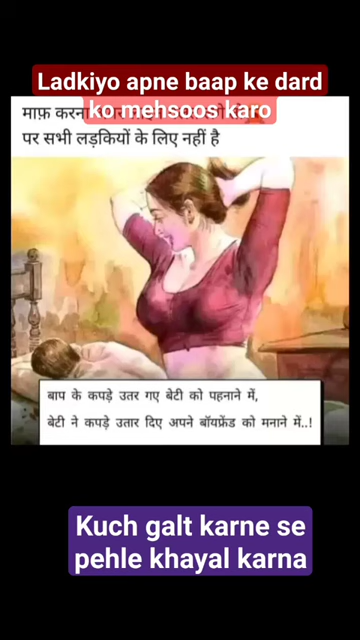 Ladkiyo apne baap ke dard
ko mehsoos karo
माफ़ करना
पर सभी लड़कियों के लिए नहीं है
बाप के कपड़े उतर गए बेटी को पहनाने में,
बेटी ने कपड़े उतार दिए अपने बॉयफ्रेंड को मनाने में..!
Kuch galt karne se
pehle khayal karna